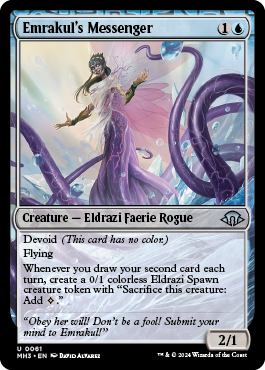 Emrakul's Messenger 1
Creature — Eldrazi Faerie Rogue
Devoid (This card has no color.)
Flying
Whenever you draw your second card each
turn, create a 0/1 colorless Eldrazi Spawn
creature token with "Sacrifice this creature:
Add ."
"Obey her will! Don't be a fool! Submit your
mind to Emrakul!"
2/1
U 0061
MH3 • EN David Alvarez
™ & © 2024 Wizards of the Coast